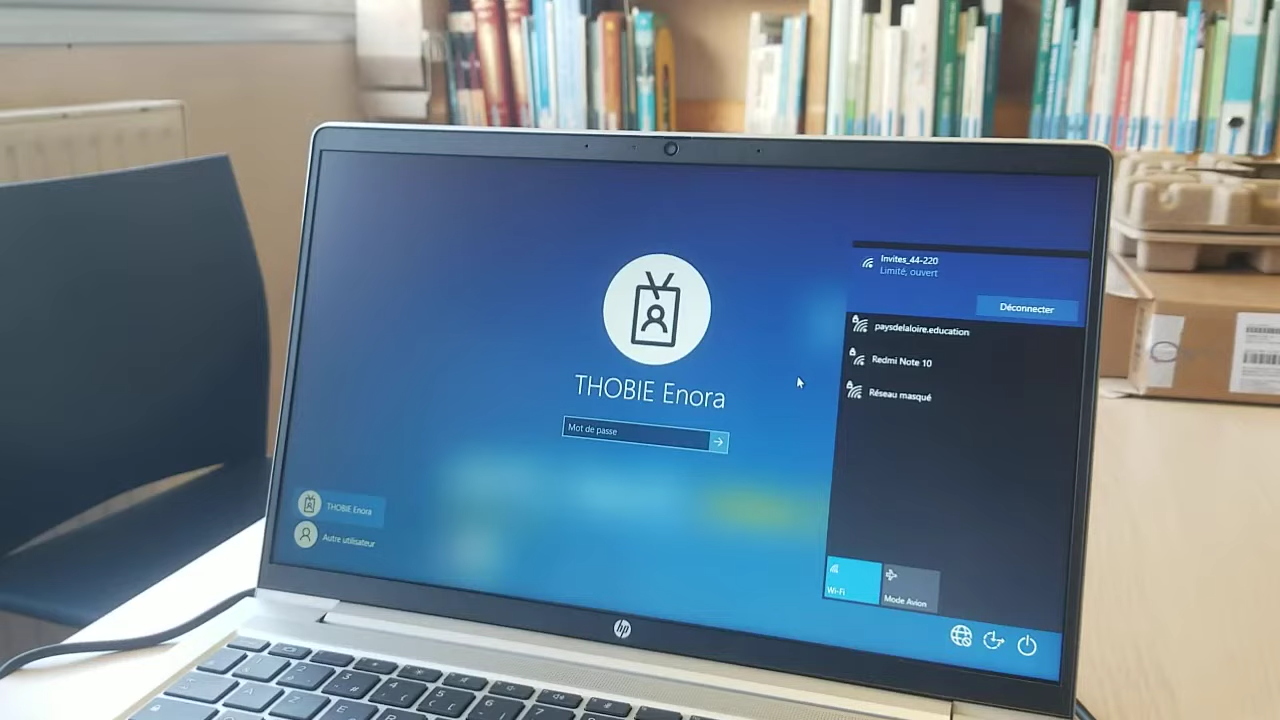 Invites_44-220
Limité, ouvert
Déconnecter
paysdelaloire.education
Redmi Note 10
Réseau masqué
THOBIE Enora
Mot de passe
THOBIE Enora
Autre utilisateur
Wi-Fi
Mode Avion
hp